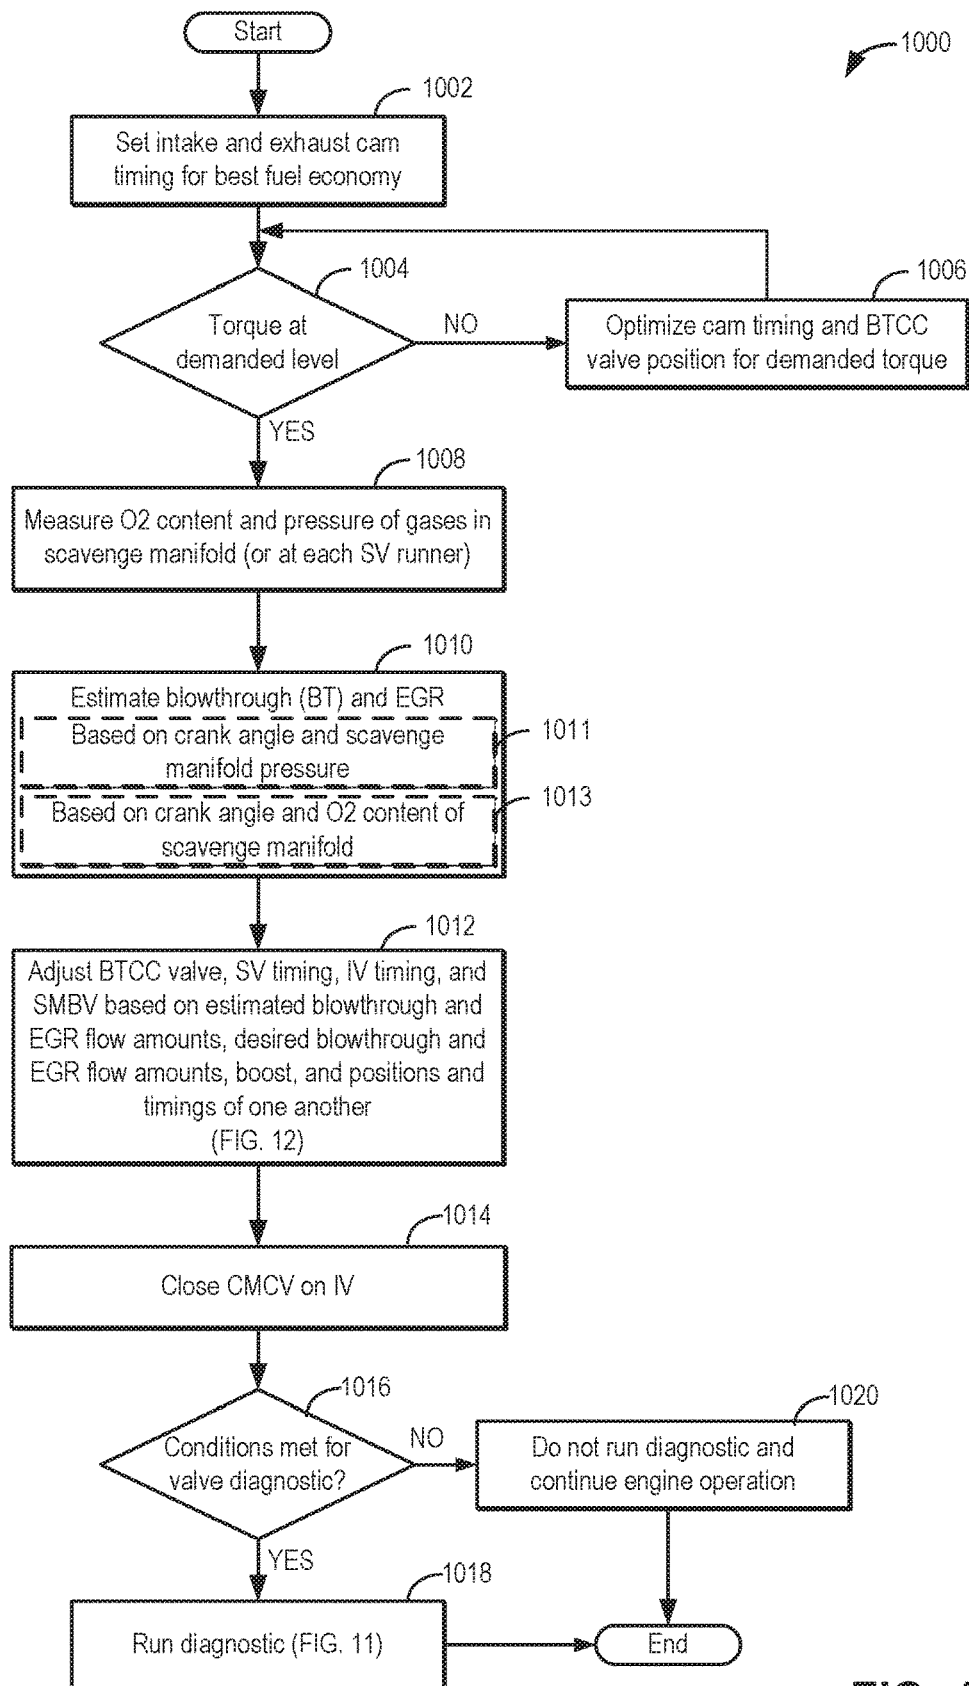 Start
1000
1002
Set intake and exhaust cam
timing for best fuel economy
1004
Torque at
demanded level
NO
1006
Optimize cam timing and BTCC
valve position for demanded torque
YES
1008
Measure O2 content and pressure of gases in
scavenge manifold (or at each SV runner)
1010
Estimate blowthrough (BT) and EGR
Based on crank angle and scavenge
manifold pressure
1011
Based on crank angle and O2 content of
scavenge manifold
1013
1012
Adjust BTCC valve, SV timing, IV timing, and
SMBV based on estimated blowthrough and
EGR flow amounts, desired blowthrough and
EGR flow amounts, boost, and positions and
timings of one another
(FIG. 12)
1014
Close CMCV on IV
1016
Conditions met for
valve diagnostic?
NO
1020
Do not run diagnostic and
continue engine operation
YES
1018
Run diagnostic (FIG. 11)
End